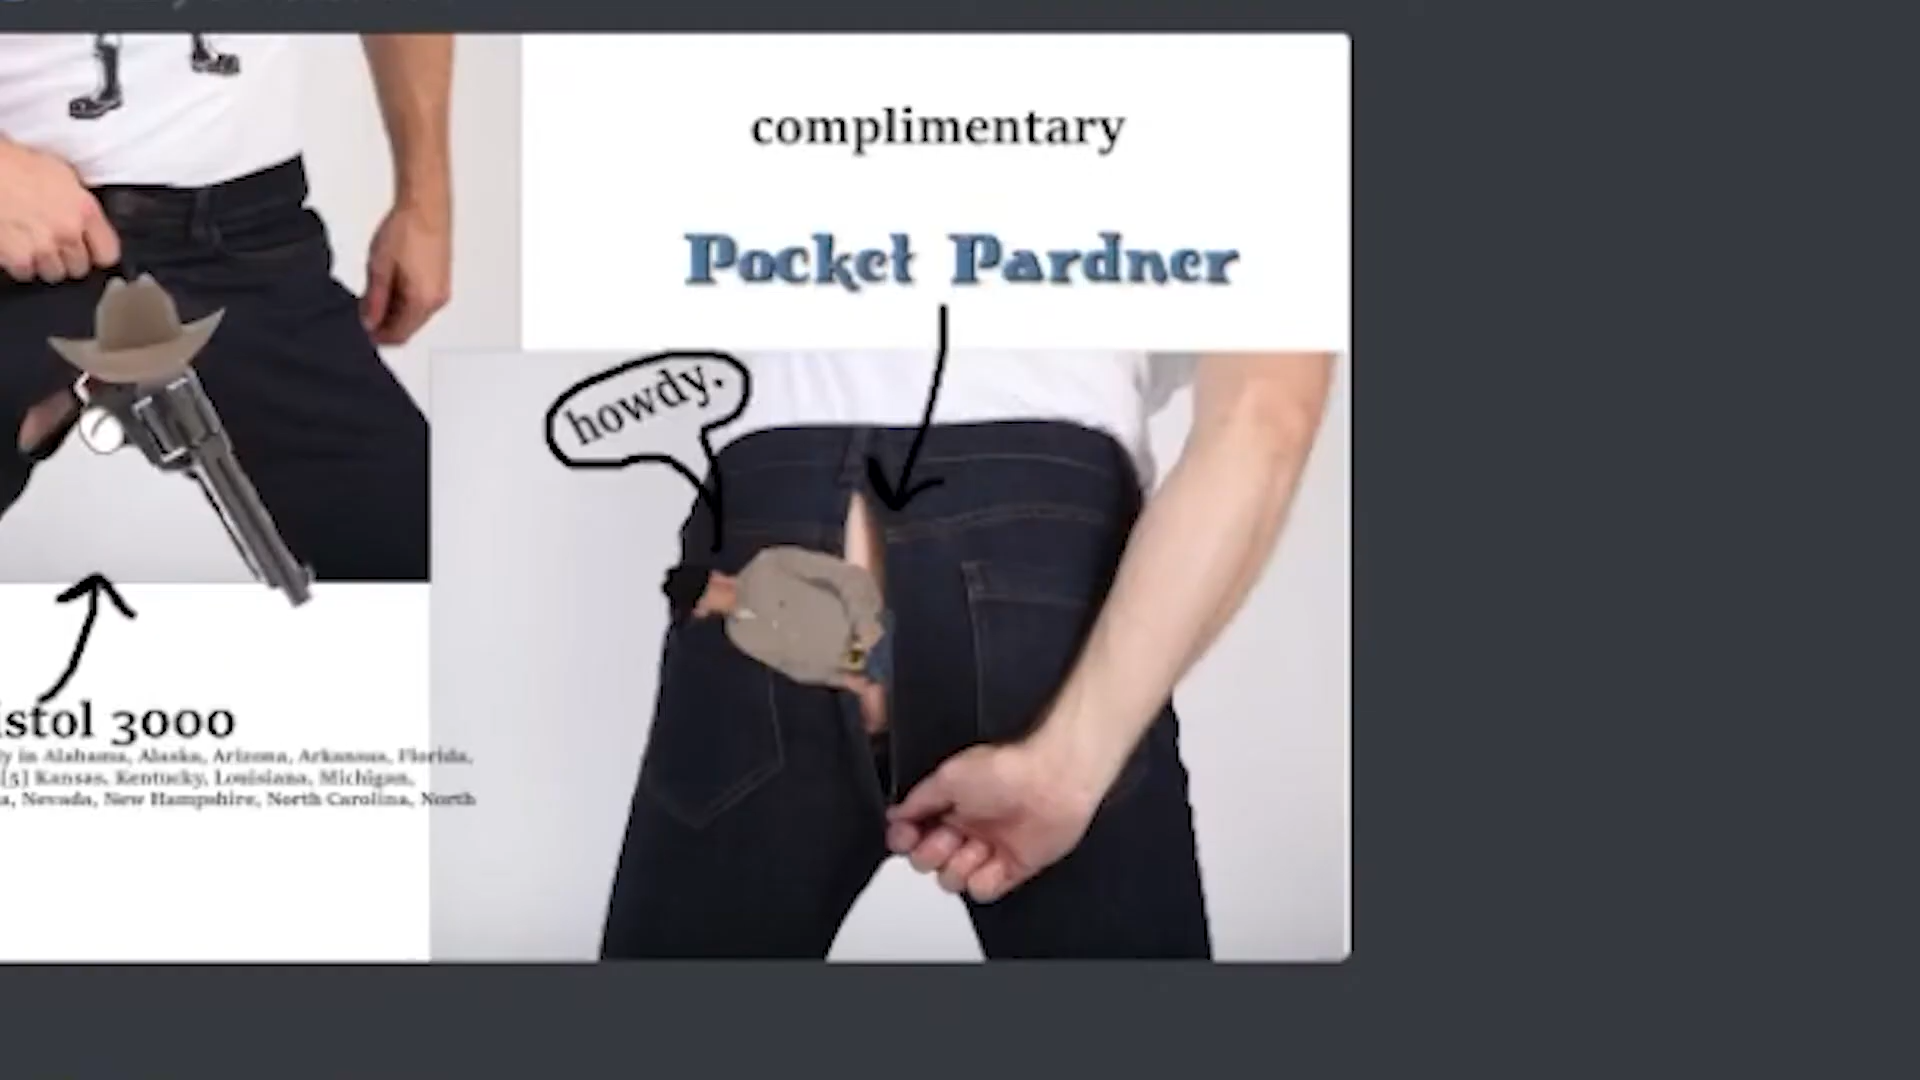 complimentary
Pocket Pardner
howdy.
istol 3000
y in Alabama, Alaska, Arizona, Arkansas, Florida,
[5] Kansas, Kentucky, Louisiana, Michigan,
a, Nevada, New Hampshire, North Carolina, North